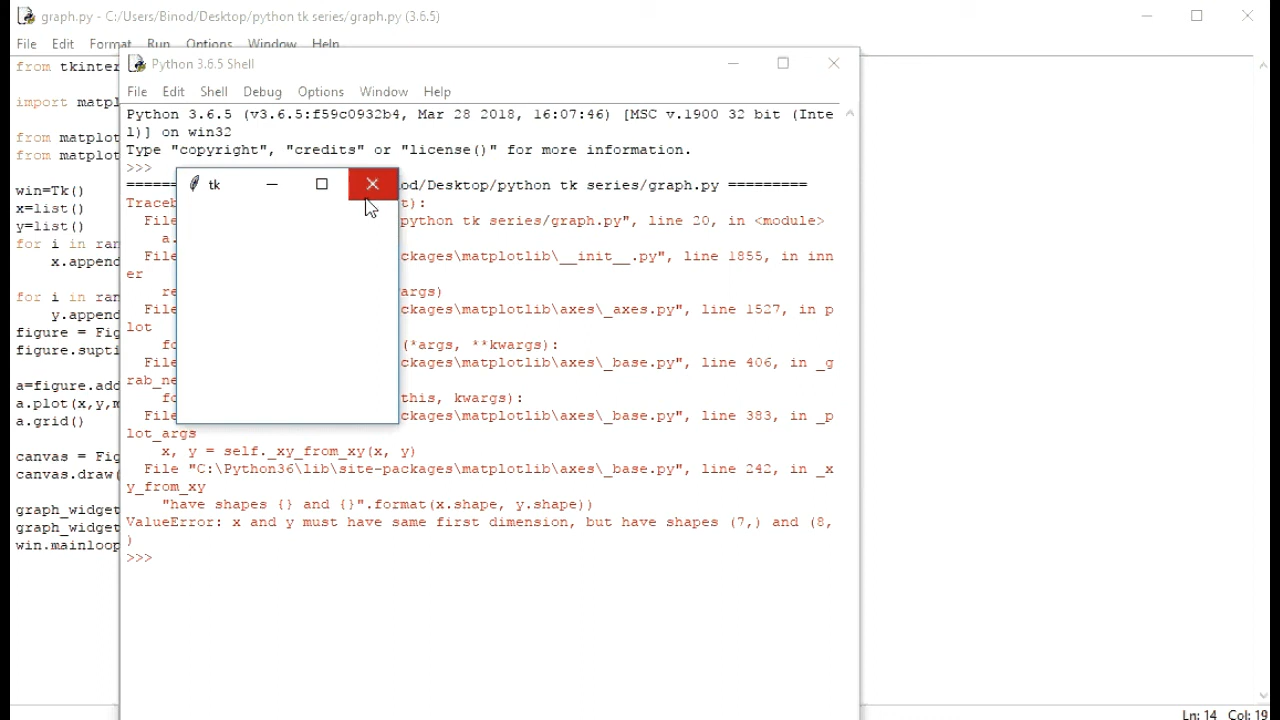 graph.py - C:/Users/Binod/Desktop/python tk series/graph.py (3.6.5)
File Edit Format Run Options Window Help
from tkinter
import matpl
from matplot
from matplot
win=Tk()
x=list()
y=list()
for i in ran
x.append
for i in ran
y.append
figure = Fig
figure.supti
a=figure.add
a.plot(x,y,m
a.grid()
canvas = Fig
canvas.draw(
graph_widget
graph_widget
win.mainloop
Python 3.6.5 Shell
File Edit Shell Debug Options Window Help
Python 3.6.5 (v3.6.5:f59c0932b4, Mar 28 2018, 16:07:46) [MSC v.1900 32 bit (Inte
l)] on win32
Type "copyright", "credits" or "license()" for more information.
>>>
====== od/Desktop/python tk series/graph.py =========
Traceb t):
File python tk series/graph.py", line 20, in <module>
a.
File ckages\matplotlib\__init__.py", line 1855, in inn
er
re args)
File ckages\matplotlib\axes\_axes.py", line 1527, in p
lot
fo (*args, **kwargs):
File ckages\matplotlib\axes\_base.py", line 406, in _g
rab_ne
fo this, kwargs):
File ckages\matplotlib\axes\_base.py", line 383, in _p
lot_args
x, y = self._xy_from_xy(x, y)
File "C:\Python36\lib\site-packages\matplotlib\axes\_base.py", line 242, in _x
y_from_xy
"have shapes {} and {}".format(x.shape, y.shape))
ValueError: x and y must have same first dimension, but have shapes (7,) and (8,
)
>>>
tk
Ln: 14 Col: 19